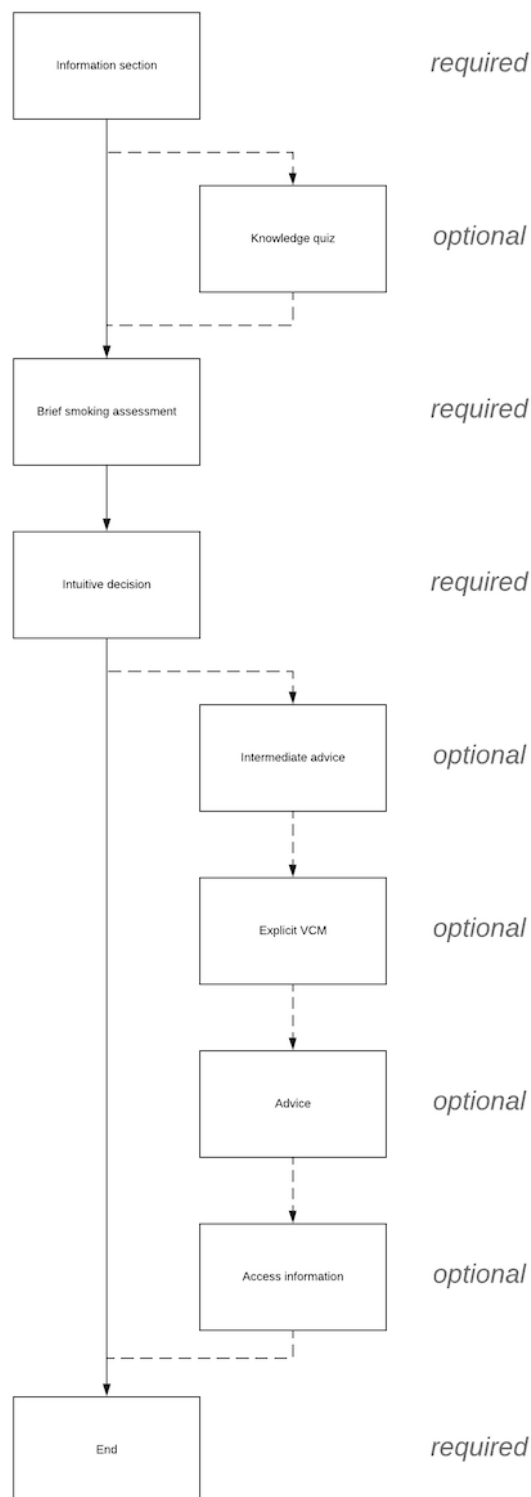 Information section
required
Knowledge quiz
optional
Brief smoking assessment
required
Intuitive decision
required
Intermediate advice
optional
Explicit VCM
optional
Advice
optional
Access information
optional
End
required